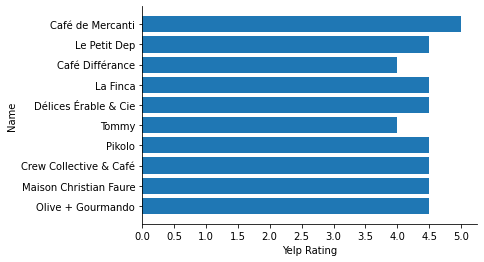 Café de Mercanti
Le Petit Dep
Café Différance
La Finca
Délices Érable & Cie
Tommy
Pikolo
Crew Collective & Café
Maison Christian Faure
Olive + Gourmando
Name
0.0 0.5 1.0 1.5 2.0 2.5 3.0 3.5 4.0 4.5 5.0
Yelp Rating